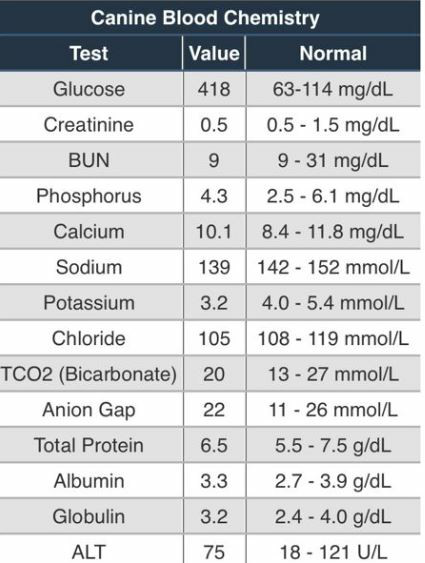 Canine Blood Chemistry
Test Value Normal
Glucose 418 63-114 mg/dL
Creatinine 0.5 0.5 - 1.5 mg/dL
BUN 9 9 - 31 mg/dL
Phosphorus 4.3 2.5 - 6.1 mg/dL
Calcium 10.1 8.4 - 11.8 mg/dL
Sodium 139 142 - 152 mmol/L
Potassium 3.2 4.0 - 5.4 mmol/L
Chloride 105 108 - 119 mmol/L
TCO2 (Bicarbonate) 20 13 - 27 mmol/L
Anion Gap 22 11 - 26 mmol/L
Total Protein 6.5 5.5 - 7.5 g/dL
Albumin 3.3 2.7 - 3.9 g/dL
Globulin 3.2 2.4 - 4.0 g/dL
ALT 75 18 - 121 U/L